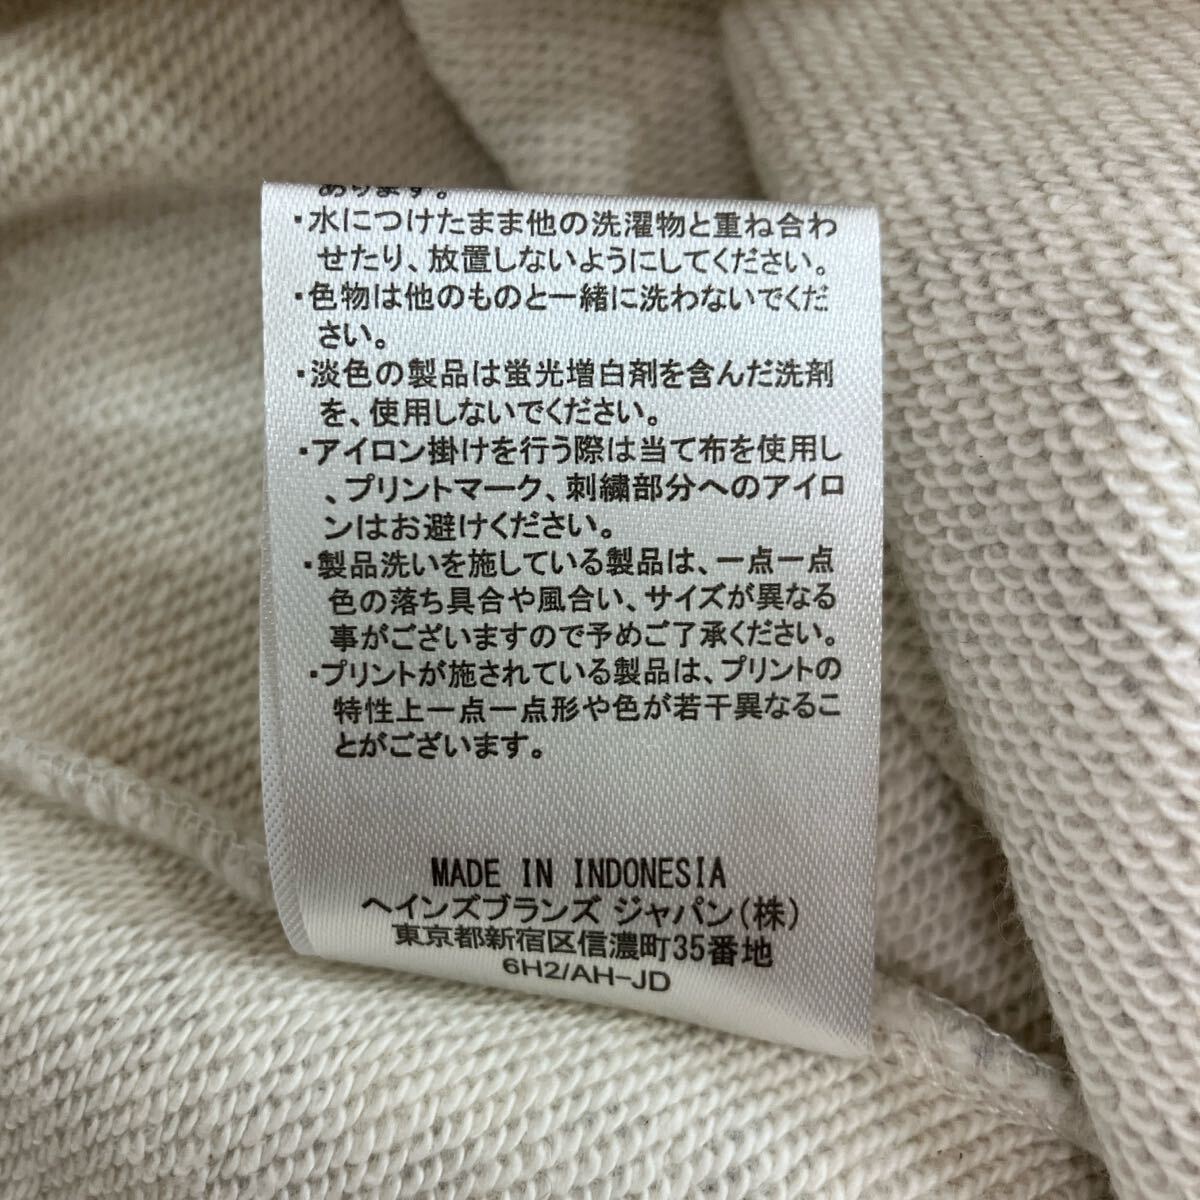 あります。
・水につけたまま他の洗濯物と重ね合わ
せたり、放置しないようにしてください。
・色物は他のものと一緒に洗わないでくだ
さい。
・淡色の製品は蛍光増白剤を含んだ洗剤
を、使用しないでください。
・アイロン掛けを行う際は当て布を使用し
、プリントマーク、刺繍部分へのアイロ
ンはお避けください。
・製品洗いを施している製品は、一点一点
色の落ち具合や風合い、サイズが異なる
事がございますので予めご了承ください。
・プリントが施されている製品は、プリントの
特性上一点一点形や色が若干異なるこ
とがございます。
MADE IN INDONESIA
ヘインズブランズ ジャパン(株)
東京都新宿区信濃町35番地
6H2/AH-JD